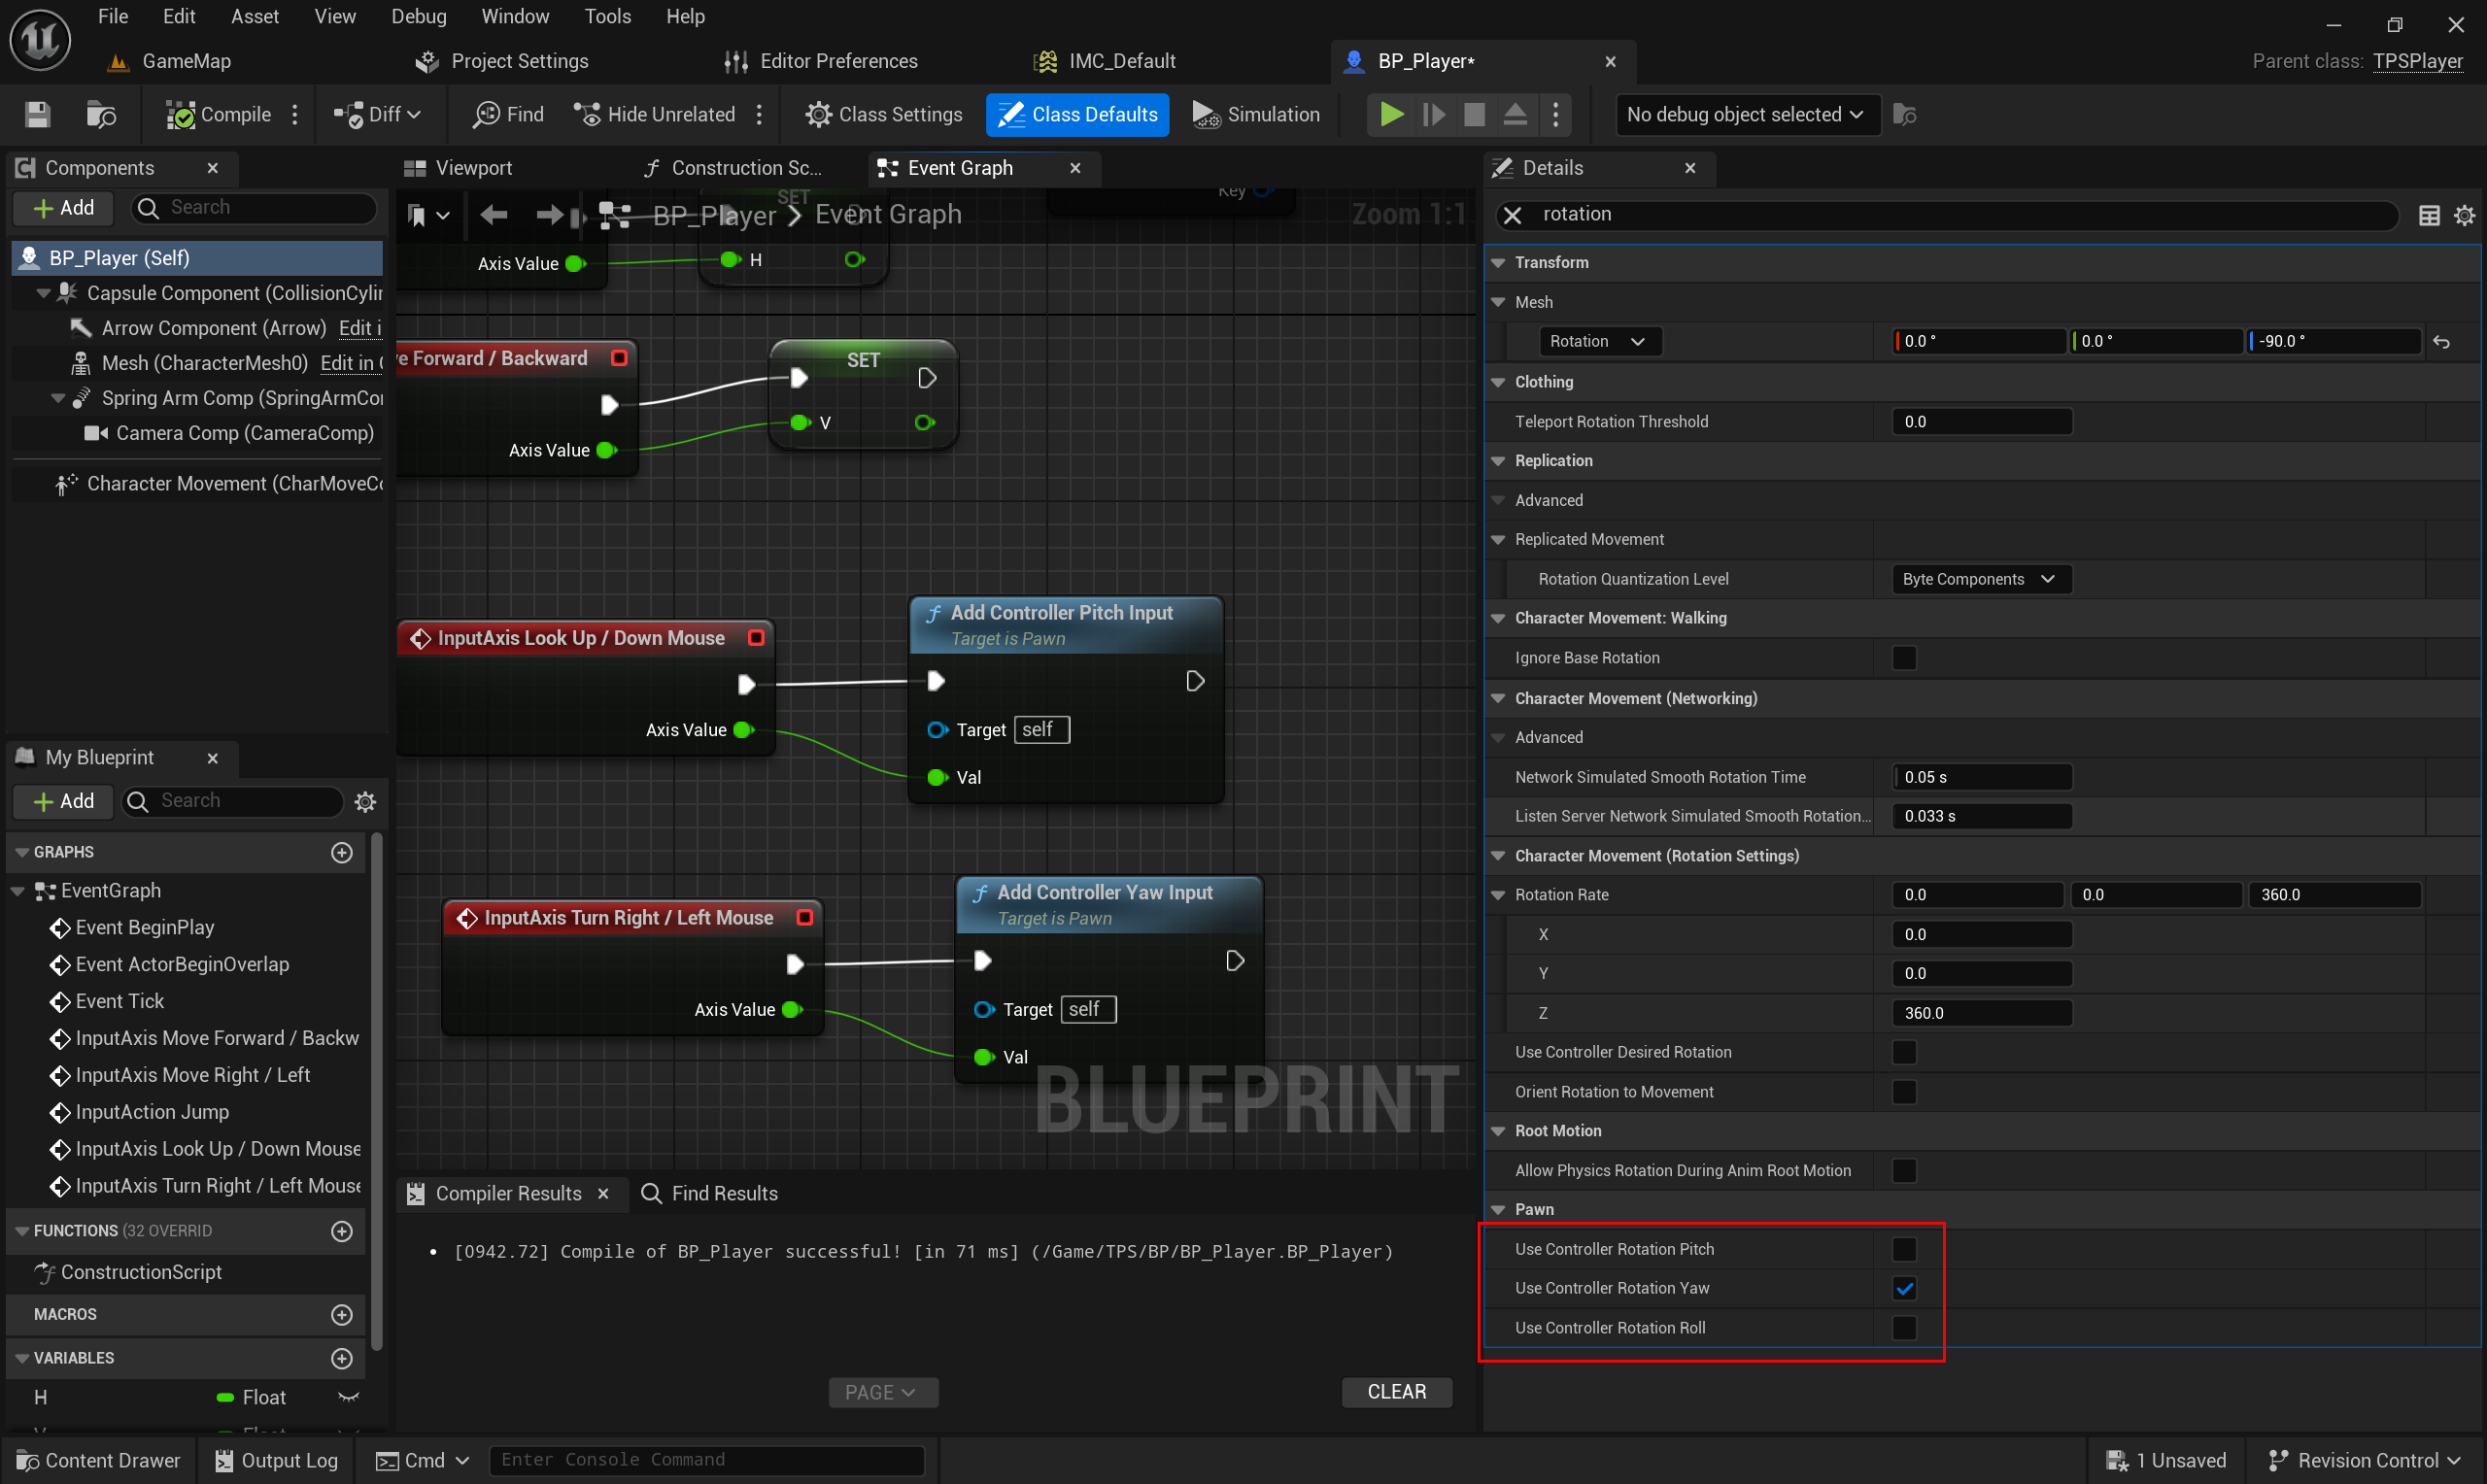 File Edit Asset View Debug Window Tools Help
GameMap Project Settings Editor Preferences IMC_Default BP_Player* Parent class: TPSPlayer
Compile Diff Find Hide Unrelated Class Settings Class Defaults Simulation No debug object selected
Components
Add Search
BP_Player (Self)
Capsule Component (CollisionCylin
Arrow Component (Arrow) Edit i
Mesh (CharacterMesh0) Edit in C
Spring Arm Comp (SpringArmCo
Camera Comp (CameraComp)
Character Movement (CharMoveCo
My Blueprint
Add Search
GRAPHS
EventGraph
Event BeginPlay
Event ActorBeginOverlap
Event Tick
InputAxis Move Forward / Backw
InputAxis Move Right / Left
InputAction Jump
InputAxis Look Up / Down Mouse
InputAxis Turn Right / Left Mouse
FUNCTIONS (32 OVERRID
ConstructionScript
MACROS
VARIABLES
H Float
Viewport Construction Sc... Event Graph
SET
Key
BP_Player > Event Graph
Zoom 1:1
Axis Value
H
ve Forward / Backward
Axis Value
SET
V
InputAxis Look Up / Down Mouse
Axis Value
Add Controller Pitch Input
Target is Pawn
Target self
Val
InputAxis Turn Right / Left Mouse
Axis Value
Add Controller Yaw Input
Target is Pawn
Target self
Val
BLUEPRINT
Compiler Results Find Results
[0942.72] Compile of BP_Player successful! [in 71 ms] (/Game/TPS/BP/BP_Player.BP_Player)
PAGE CLEAR
Details
rotation
Transform
Mesh
Rotation 0.0 ° 0.0 ° -90.0 °
Clothing
Teleport Rotation Threshold 0.0
Replication
Advanced
Replicated Movement
Rotation Quantization Level Byte Components
Character Movement: Walking
Ignore Base Rotation
Character Movement (Networking)
Advanced
Network Simulated Smooth Rotation Time 0.05 s
Listen Server Network Simulated Smooth Rotation... 0.033 s
Character Movement (Rotation Settings)
Rotation Rate 0.0 0.0 360.0
X 0.0
Y 0.0
Z 360.0
Use Controller Desired Rotation
Orient Rotation to Movement
Root Motion
Allow Physics Rotation During Anim Root Motion
Pawn
Use Controller Rotation Pitch
Use Controller Rotation Yaw
Use Controller Rotation Roll
Content Drawer Output Log Cmd Enter Console Command 1 Unsaved Revision Control